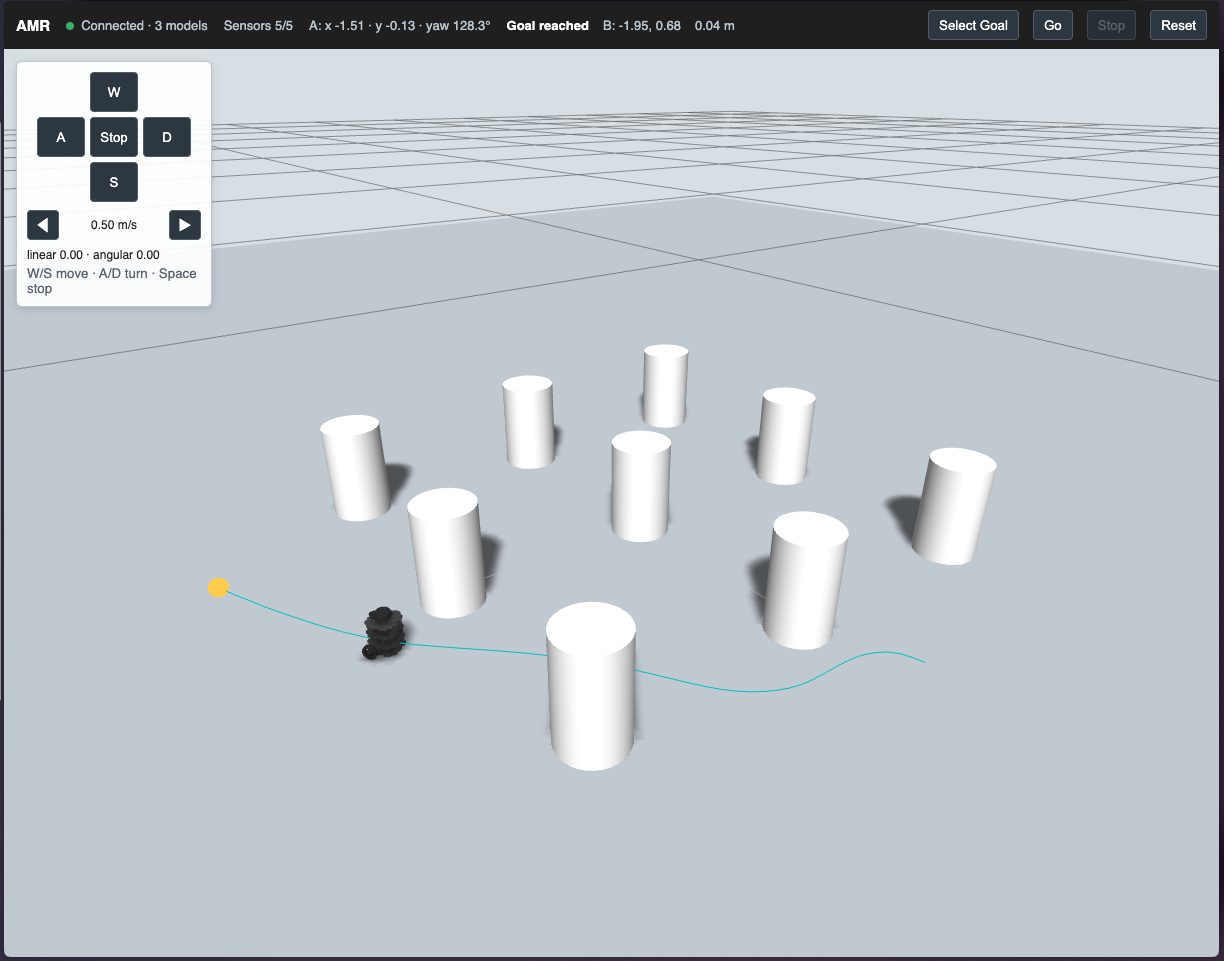 AMR Connected · 3 models Sensors 5/5 A: x -1.51 · y -0.13 · yaw 128.3° Goal reached B: -1.95, 0.68 0.04 m Select Goal Go Stop Reset
W
A Stop D
S
◀ 0.50 m/s ▶
linear 0.00 · angular 0.00
W/S move · A/D turn · Space
stop